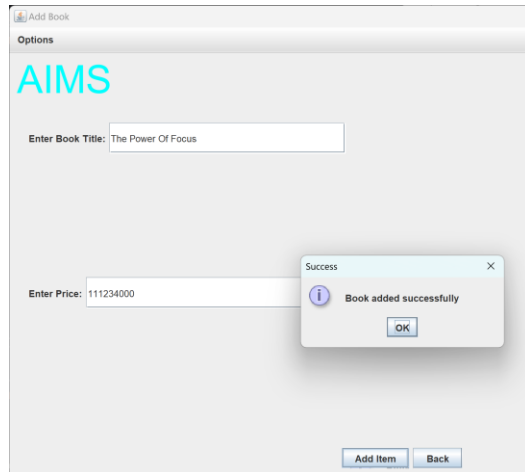 Add Book
Options
AIMS
Enter Book Title: The Power Of Focus
Success
Enter Price: 111234000
Book added successfully
OK
Add Item Back